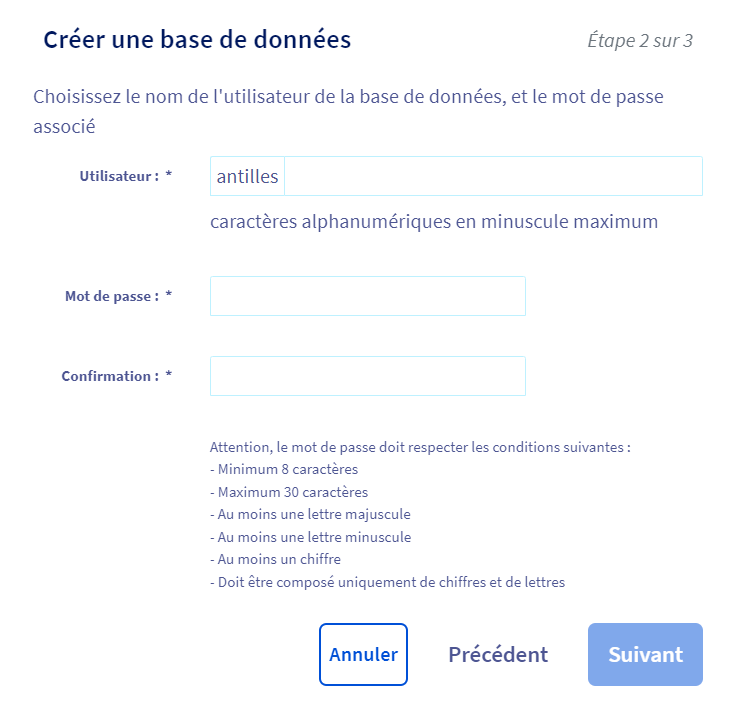 Créer une base de données
Étape 2 sur 3
Choisissez le nom de l'utilisateur de la base de données, et le mot de passe
associé
Utilisateur : * antilles
caractères alphanumériques en minuscule maximum
Mot de passe : *
Confirmation : *
Attention, le mot de passe doit respecter les conditions suivantes :
- Minimum 8 caractères
- Maximum 30 caractères
- Au moins une lettre majuscule
- Au moins une lettre minuscule
- Au moins un chiffre
- Doit être composé uniquement de chiffres et de lettres
Annuler Précédent Suivant